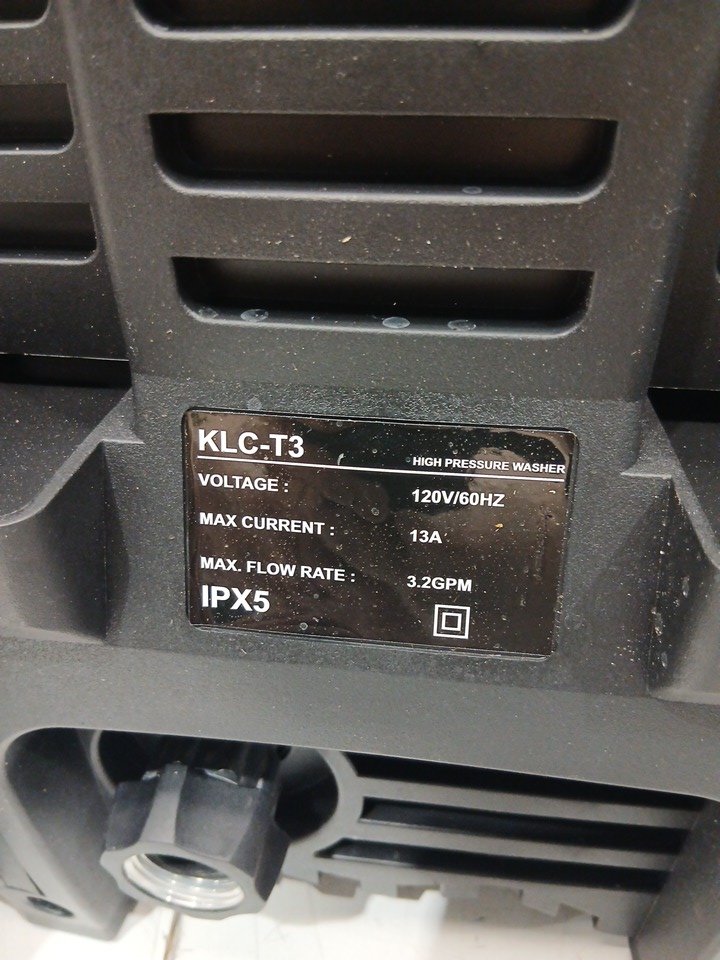 KLC-T3
HIGH PRESSURE WASHER
VOLTAGE : 120V/60HZ
MAX CURRENT : 13A
MAX. FLOW RATE : 3.2GPM
IPX5